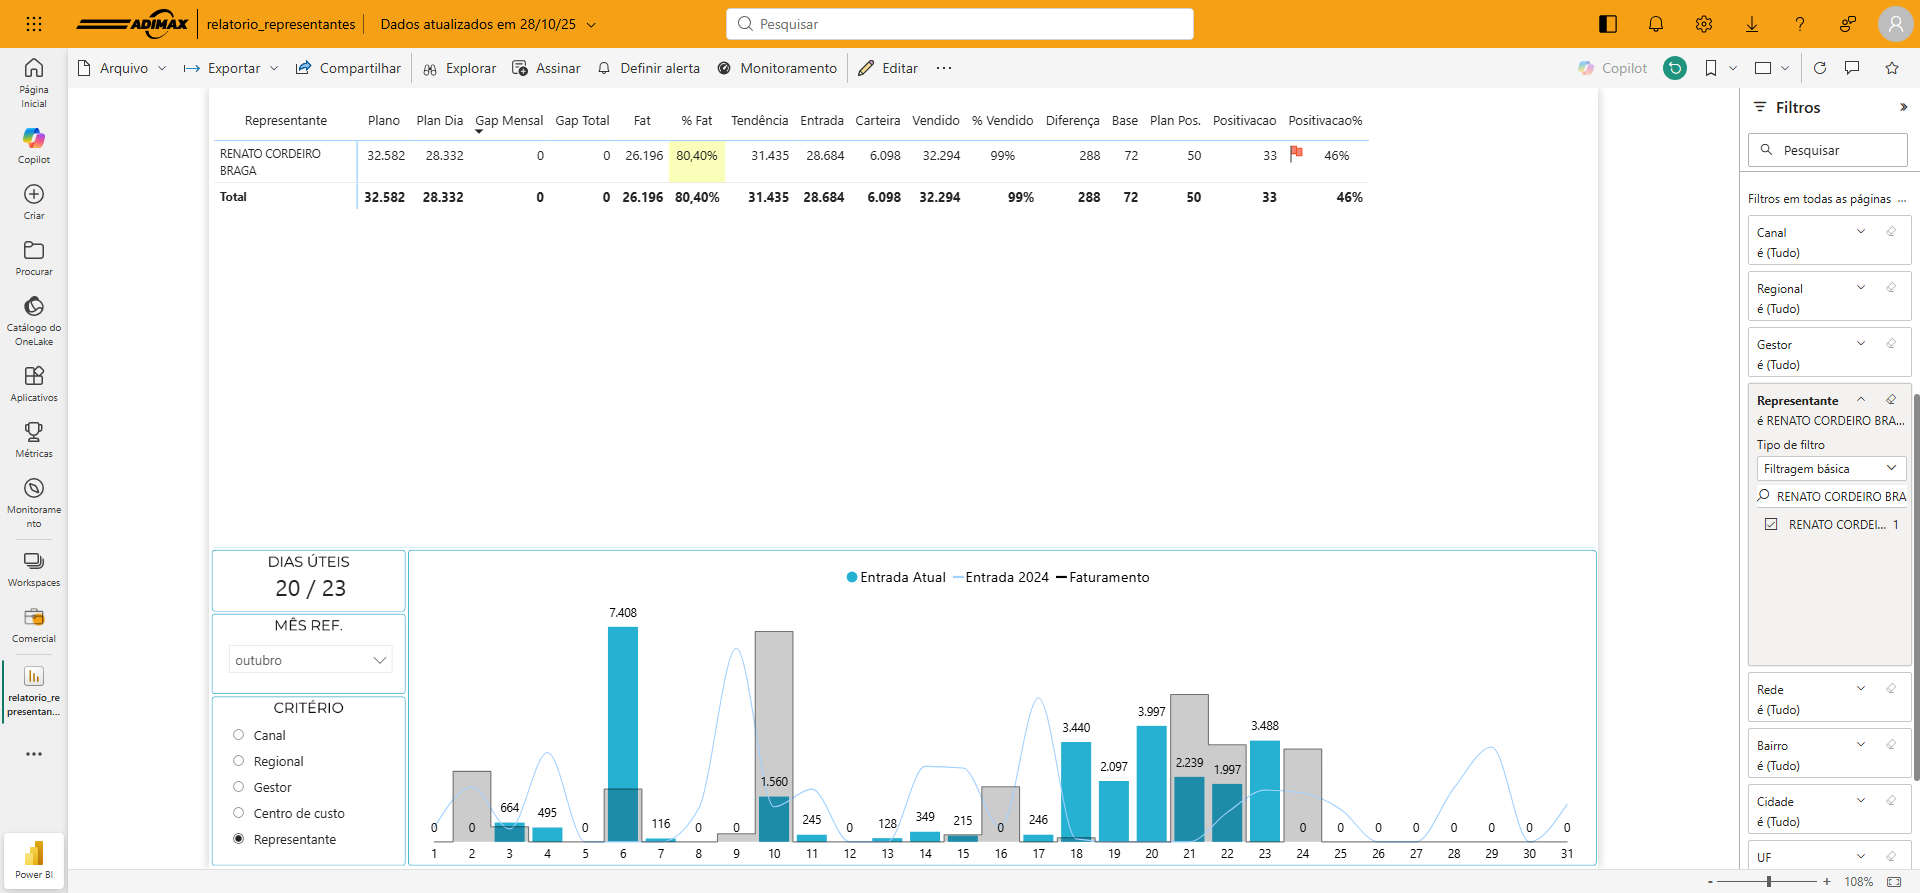 ADIMAX
relatorio_representantes
Dados atualizados em 28/10/25
Pesquisar
Arquivo
Exportar
Compartilhar
Explorar
Assinar
Definir alerta
Monitoramento
Editar
Copilot
Página
Inicial
Copilot
Criar
Procurar
Catálogo do
OneLake
Aplicativos
Métricas
Monitorame
nto
Workspaces
Comercial
relatorio_re
presentan...
Power BI
Representante Plano Plan Dia Gap Mensal Gap Total Fat % Fat Tendência Entrada Carteira Vendido % Vendido Diferença Base Plan Pos. Positivacao Positivacao%
RENATO CORDEIRO
BRAGA
32.582 28.332 0 0 26.196 80,40% 31.435 28.684 6.098 32.294 99% 288 72 50 33 46%
Total 32.582 28.332 0 0 26.196 80,40% 31.435 28.684 6.098 32.294 99% 288 72 50 33 46%
DIAS ÚTEIS
20 / 23
MÊS REF.
outubro
CRITÉRIO
Canal
Regional
Gestor
Centro de custo
Representante
Entrada Atual Entrada 2024 Faturamento
0 0 664 495 0 7.408 116 0 0 1.560 245 0 128 349 215 0 246 3.440 2.097 3.997 2.239 1.997 3.488 0 0 0 0 0 0 0 0
1 2 3 4 5 6 7 8 9 10 11 12 13 14 15 16 17 18 19 20 21 22 23 24 25 26 27 28 29 30 31
Filtros
Pesquisar
Filtros em todas as páginas ...
Canal
é (Tudo)
Regional
é (Tudo)
Gestor
é (Tudo)
Representante
é RENATO CORDEIRO BRA...
Tipo de filtro
Filtragem básica
RENATO CORDEIRO BRA
RENATO CORDEI... 1
Rede
é (Tudo)
Bairro
é (Tudo)
Cidade
é (Tudo)
UF
- + 108%